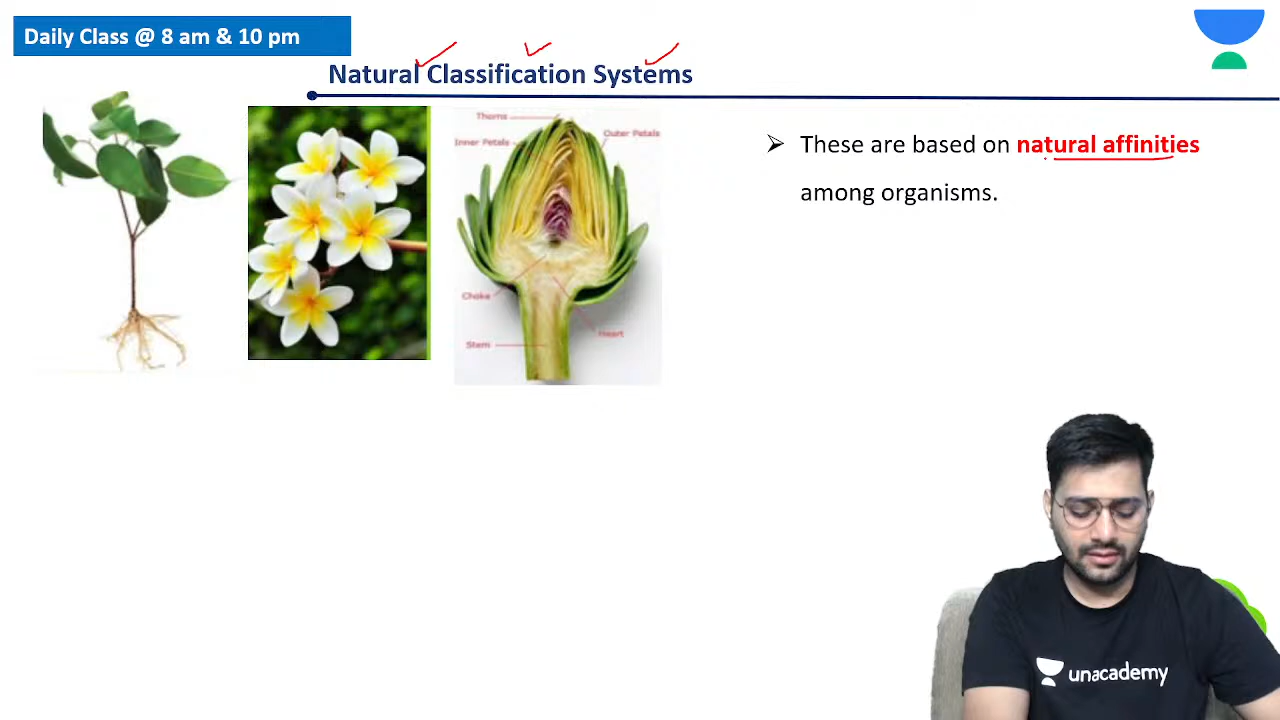 Daily Class @ 8 am & 10 pm
Natural Classification Systems
Thorns
Inner Petals
Outer Petals
Choke
Heart
Stem
➢ These are based on natural affinities
among organisms.
unacademy